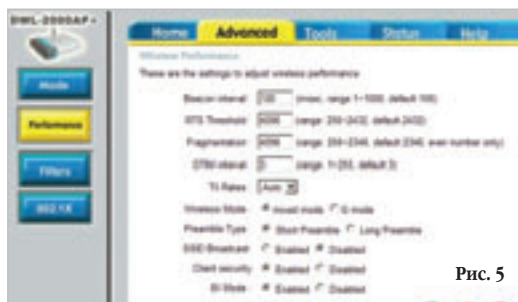 DWL-2000AP+
Home Advanced Tools Status Help
Mode
Performance
Filters
802.1X
Wireless Performance
These are the settings to adjust wireless performance
Beacon interval: 100 (msec, range 1~1000, default 100)
RTS Threshold: (range: 256~2432, default 2432)
Fragmentation: (range: 256~2346, default 2346, even number only)
DTIM interval: 3 (range: 1~255, default 3)
TX Rates: Auto
Wireless Mode: mixed mode G mode
Preamble Type: Short Preamble Long Preamble
SSID Broadcast: Enabled Disabled
Client security: Enabled Disabled
Mode: Enabled Disabled
Рис. 5